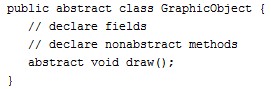 public abstract class GraphicObject {
// declare fields
// declare nonabstract methods
abstract void draw();
}